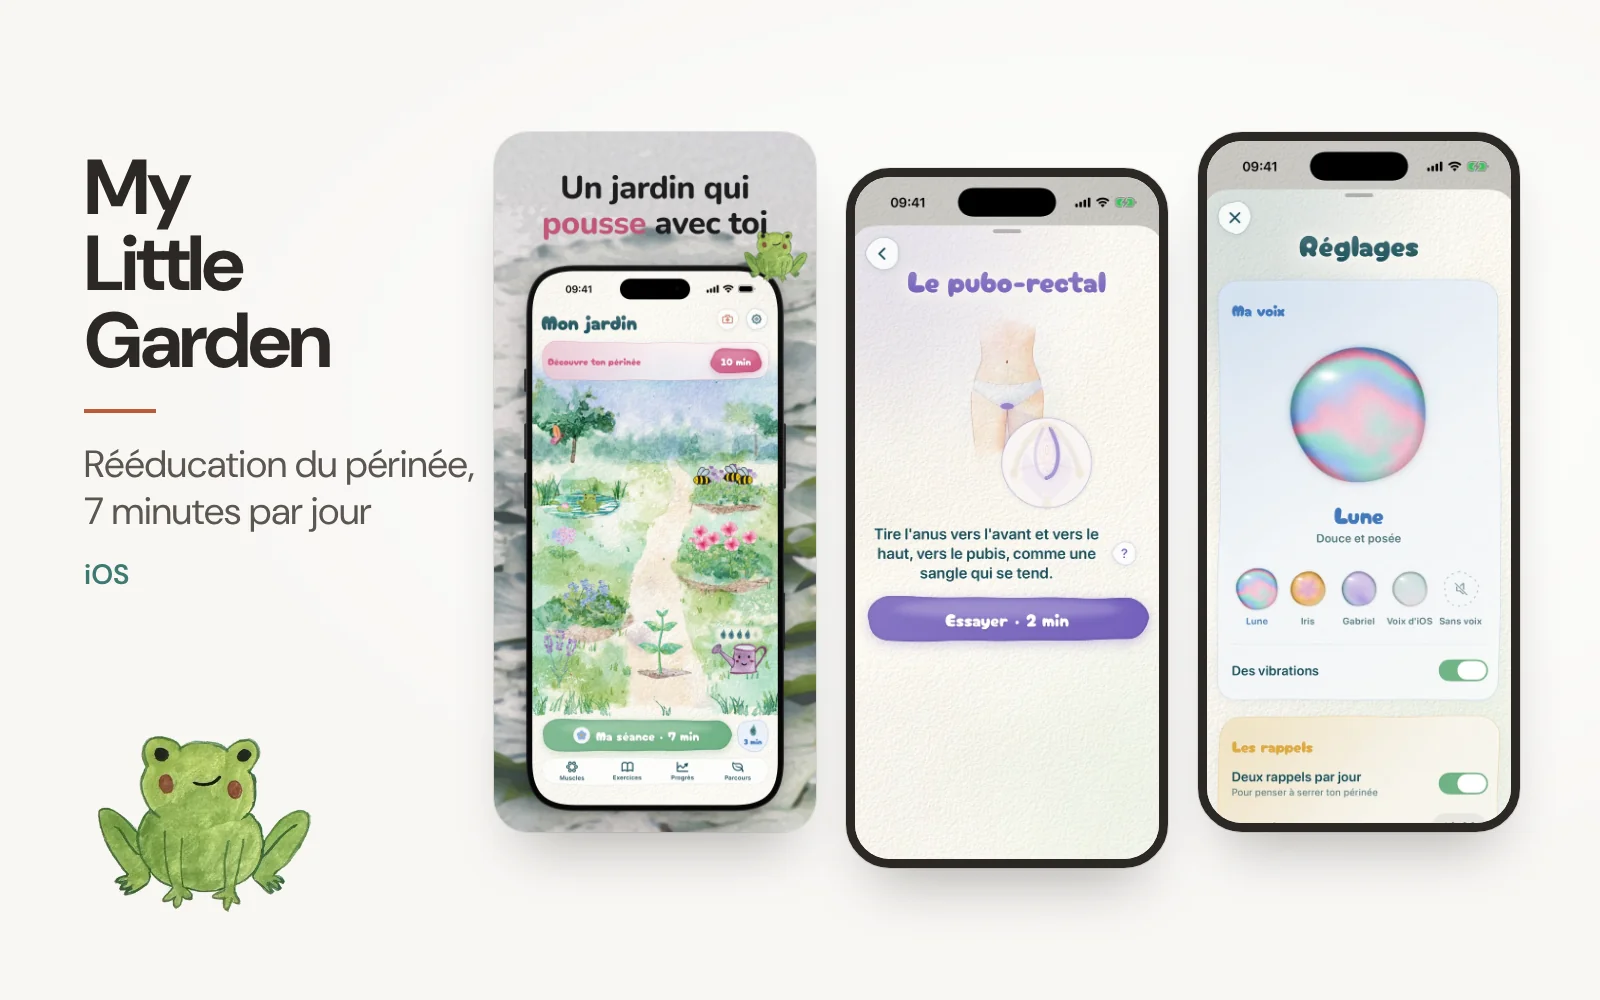 My
Little
Garden
Rééducation du périnée,
7 minutes par jour
iOS
Un jardin qui
pousse avec toi
09:41
Mon jardin
Découvre ton périnée
10 min
Ma séance · 7 min
3 min
Muscles
Exercices
Progrès
Parcours
09:41
Le pubo-rectal
Tire l'anus vers l'avant et vers le
haut, vers le pubis, comme une
sangle qui se tend.
?
Essayer · 2 min
09:41
Réglages
Ma voix
Lune
Douce et posée
Lune
Iris
Gabriel
Voix d'iOS
Sans voix
Des vibrations
Les rappels
Deux rappels par jour
Pour penser à serrer ton périnée